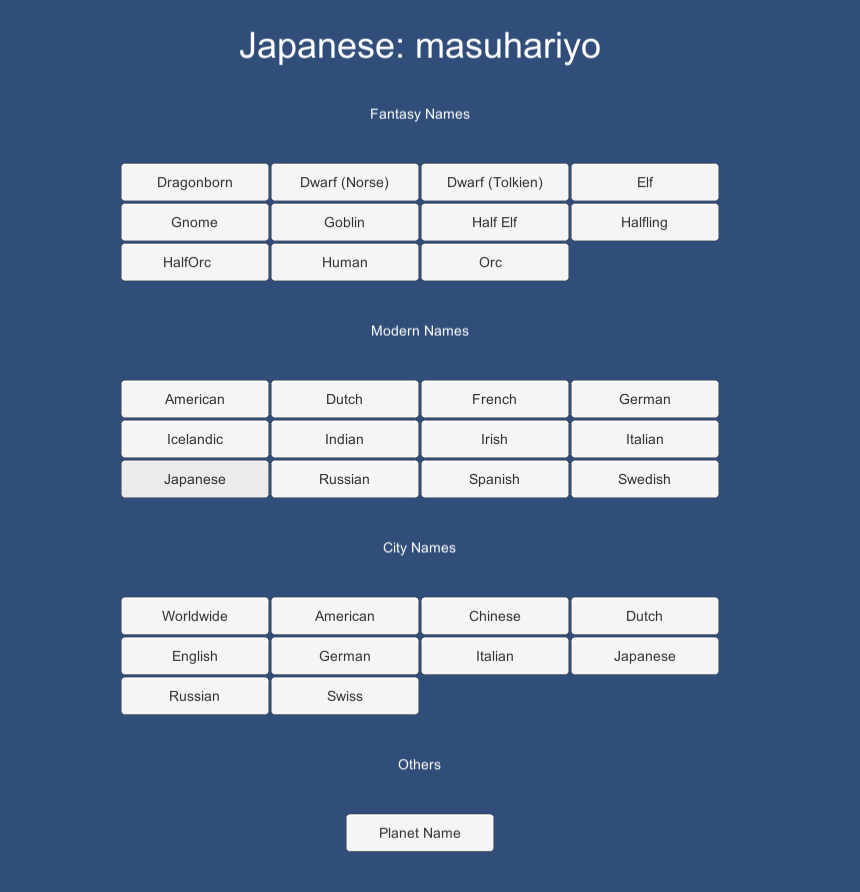 Japanese: masuhariyo
Fantasy Names
Dragonborn Dwarf (Norse) Dwarf (Tolkien) Elf
Gnome Goblin Half Elf Halfling
HalfOrc Human Orc
Modern Names
American Dutch French German
Icelandic Indian Irish Italian
Japanese Russian Spanish Swedish
City Names
Worldwide American Chinese Dutch
English German Italian Japanese
Russian Swiss
Others
Planet Name